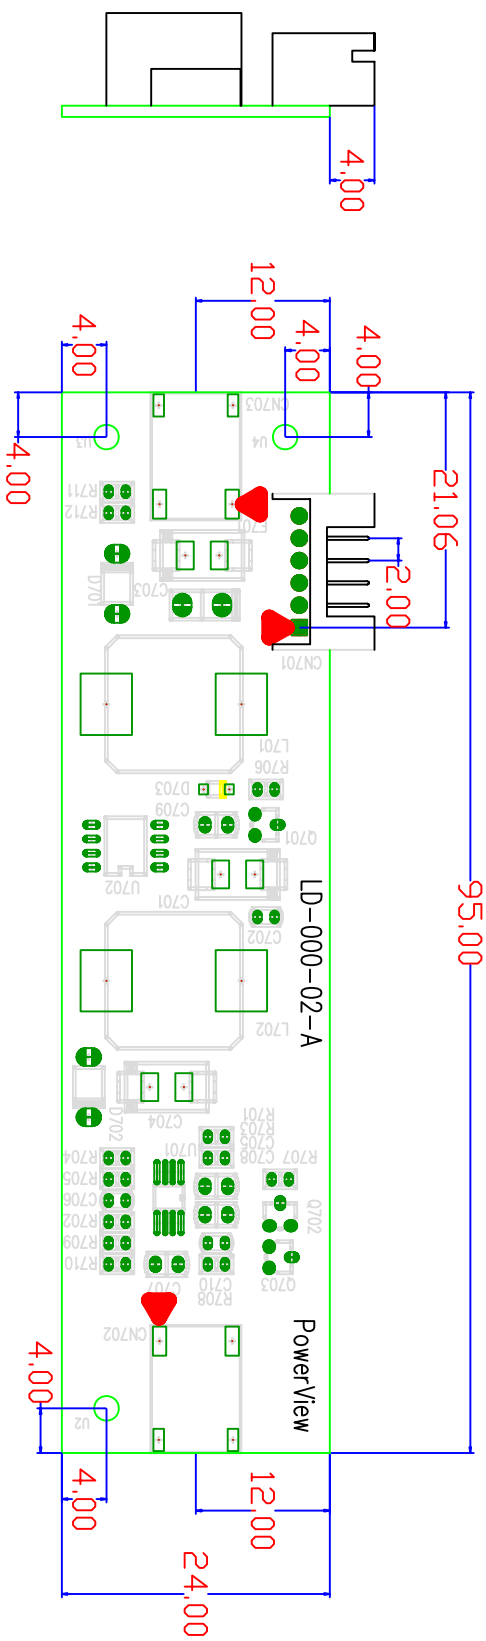 4.00
12.00
4.00
4.00
4.00
4.00
CN703
U3
U4
R711
R712
F701
21.06
2.00
D701
C703
CN701
L701
R706
D703
C709
Q701
U702
C701
C702
LD-000-02-A
95.00
L702
C704
D702
R701
R703
C705
C708
U701
R707
R704
R705
C706
R702
R709
R710
Q702
Q703
C707
C710
R708
CN702
PowerView
U2
4.00
4.00
12.00
24.00